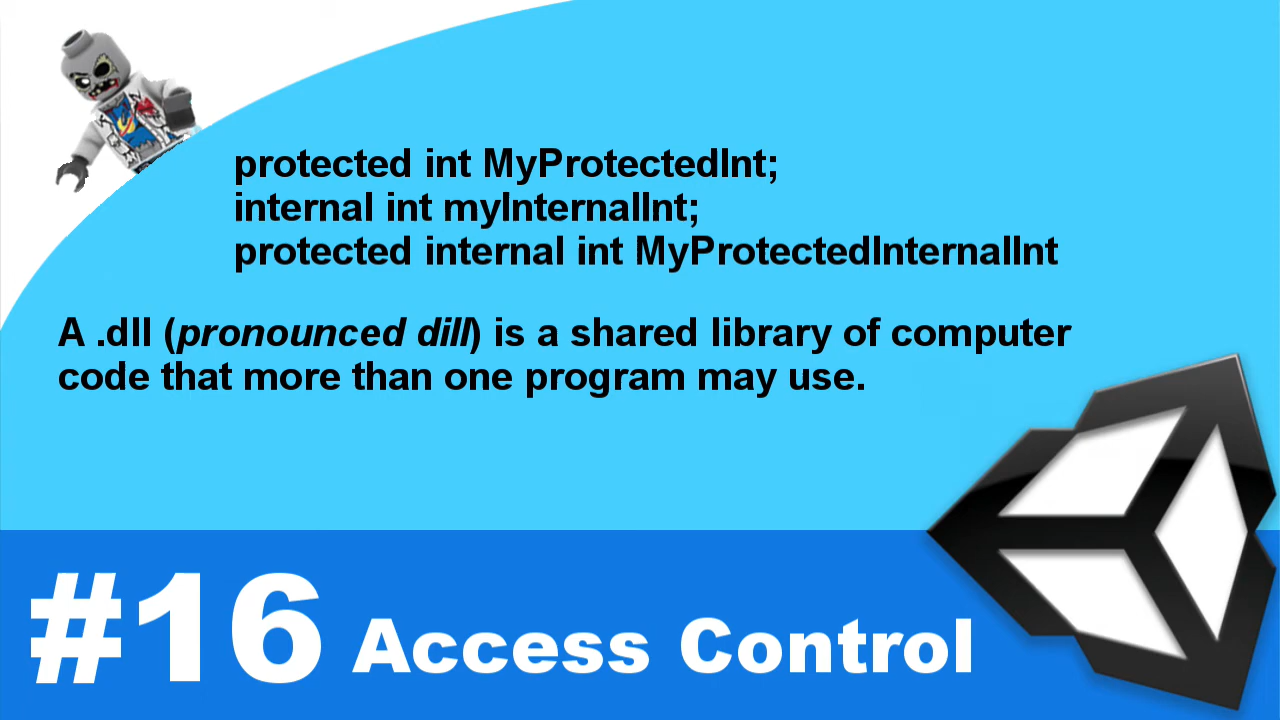 protected int MyProtectedInt;
internal int myInternalInt;
protected internal int MyProtectedInternalInt
A .dll (pronounced dill) is a shared library of computer
code that more than one program may use.
#16 Access Control